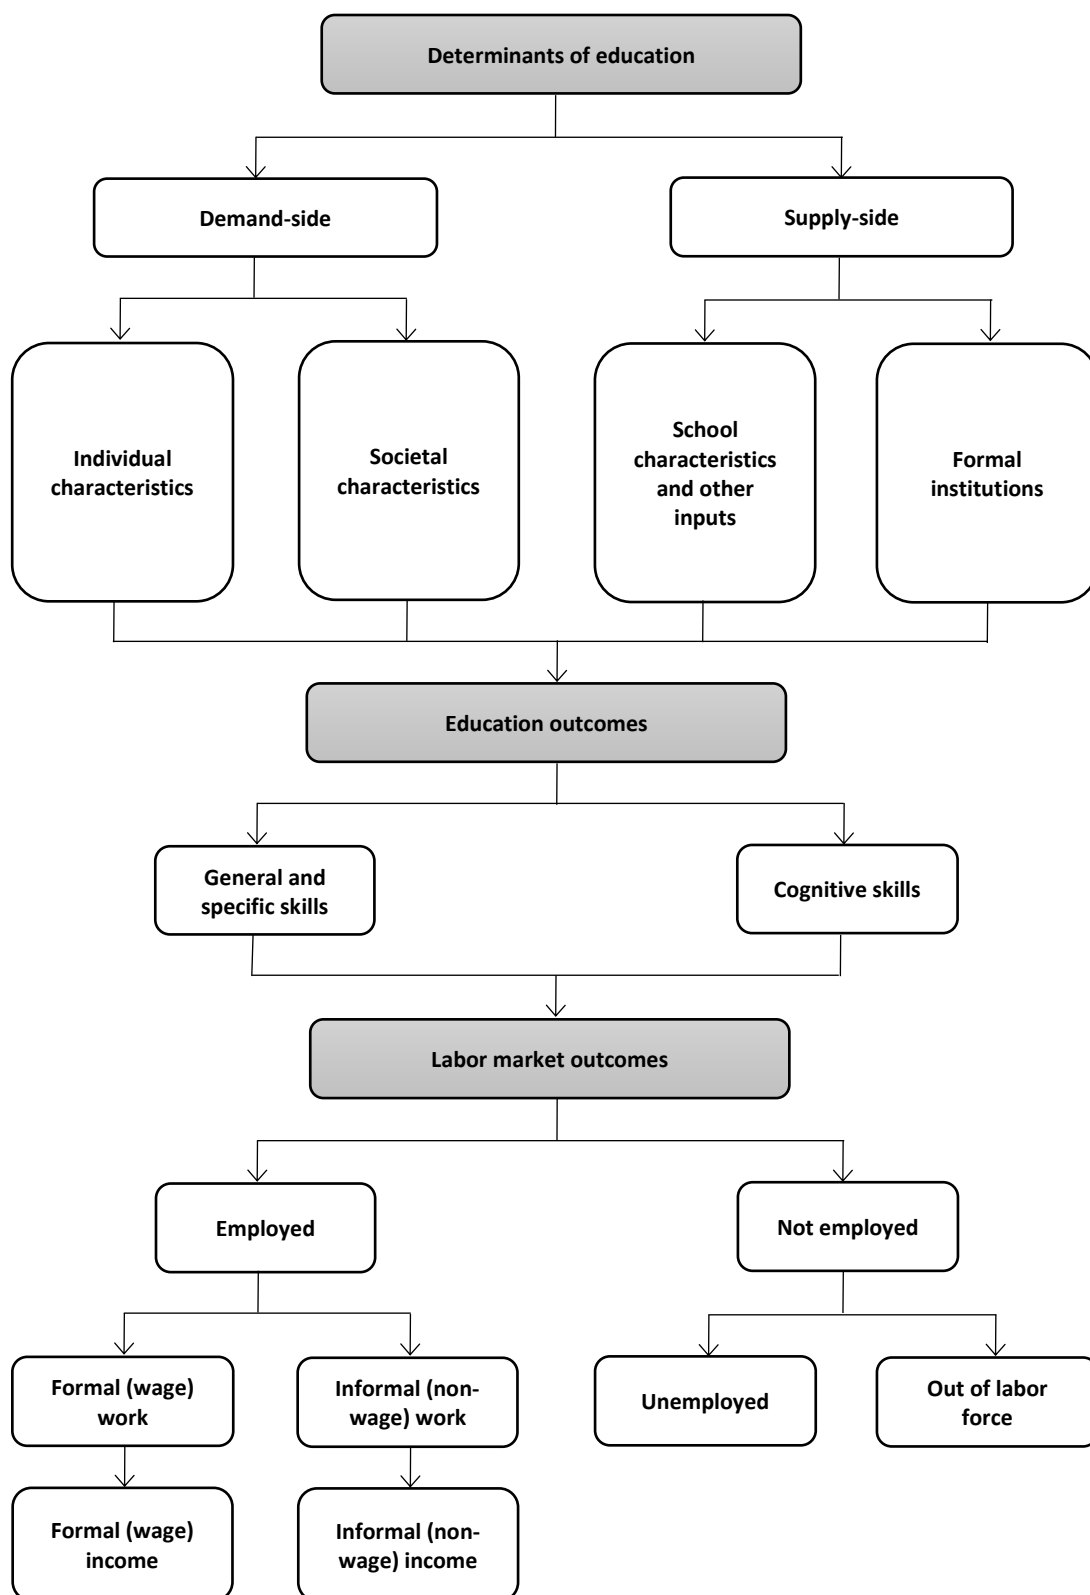 Determinants of education
Demand-side
Supply-side
Individual
characteristics
Societal
characteristics
School
characteristics
and other
inputs
Formal
institutions
Education outcomes
General and
specific skills
Cognitive skills
Labor market outcomes
Employed
Not employed
Formal (wage)
work
Informal (non-
wage) work
Unemployed
Out of labor
force
Formal (wage)
income
Informal (non-
wage) income